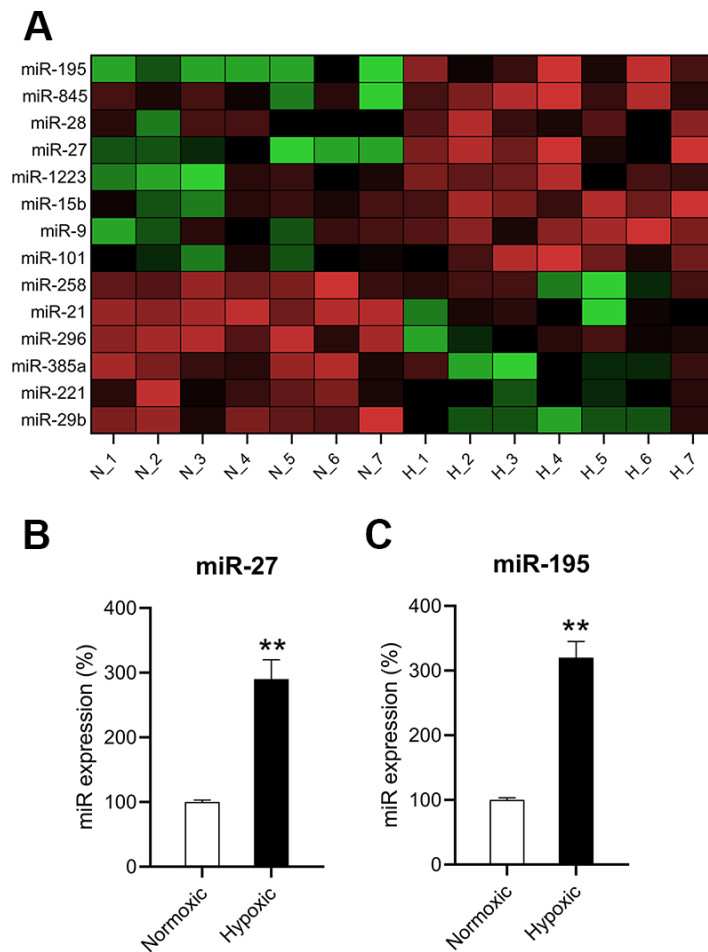 A
miR-195
miR-845
miR-28
miR-27
miR-1223
miR-15b
miR-9
miR-101
miR-258
miR-21
miR-296
miR-385a
miR-221
miR-29b
N_1 N_2 N_3 N_4 N_5 N_6 N_7 H_1 H_2 H_3 H_4 H_5 H_6 H_7
B
miR-27
miR expression (%)
400
300
200
100
0
**
Normoxic Hypoxic
C
miR-195
miR expression (%)
400
300
200
100
0
**
Normoxic Hypoxic